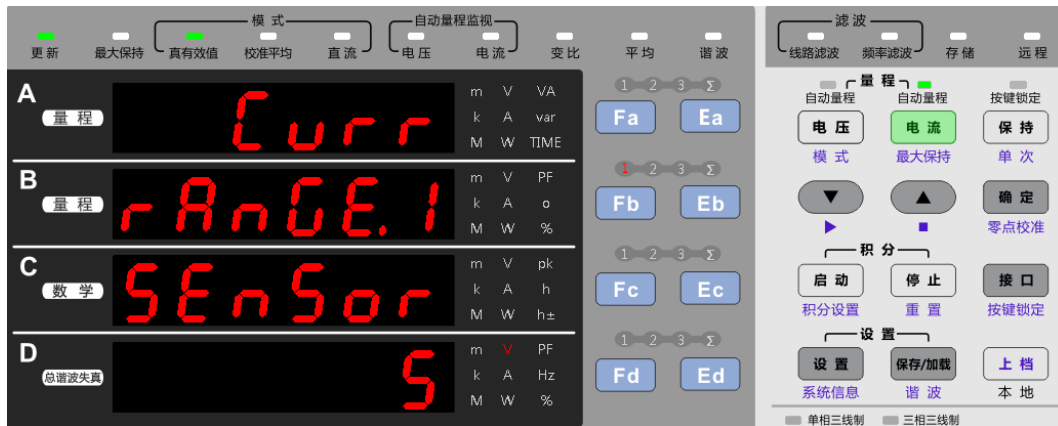 模 式
自动量程监视
滤 波
更 新 最大保持 真有效值 校准平均 直 流 电 压 电 流 变 比 平 均 谐 波 线路滤波 频率滤波 存 储 远 程
A
量 程
Curr
m V VA
k A var
M W TIME
1 2 3 Σ
Fa Ea
B
量 程
rAnGE.1
m V PF
k A o
M W %
1 2 3 Σ
Fb Eb
C
数 学
SEnSor
m V pk
k A h
M W h±
1 2 3 Σ
Fc Ec
D
总谐波失真
5
m V PF
k A Hz
M W %
1 2 3 Σ
Fd Ed
量 程
自动量程 自动量程 按键锁定
电 压 电 流 保 持
模 式 最大保持 单 次
确 定
零点校准
积 分
启 动 停 止 接 口
积分设置 重 置 按键锁定
设 置
设 置 保存/加载 上 档
系统信息 谐 波 本 地
单相三线制 三相三线制